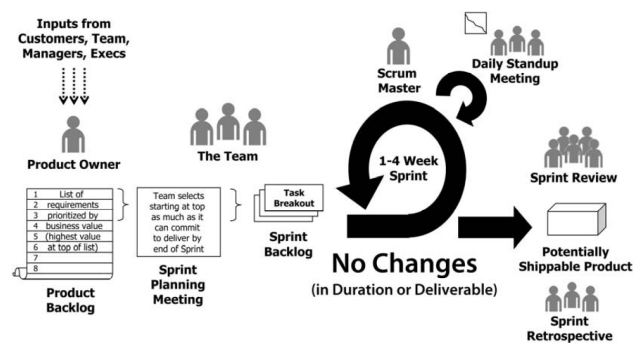 Inputs from
Customers, Team,
Managers, Execs
Product Owner
The Team
Scrum
Master
Daily Standup
Meeting
1-4 Week
Sprint
1 List of
2 requirements
3 prioritized by
4 business value
5 (highest value
6 at top of list)
7
8
Product
Backlog
Team selects
starting at top
as much as it
can commit
to deliver by
end of Sprint
Sprint
Planning
Meeting
Task
Breakout
Sprint
Backlog
No Changes
(in Duration or Deliverable)
Sprint Review
Potentially
Shippable Product
Sprint
Retrospective